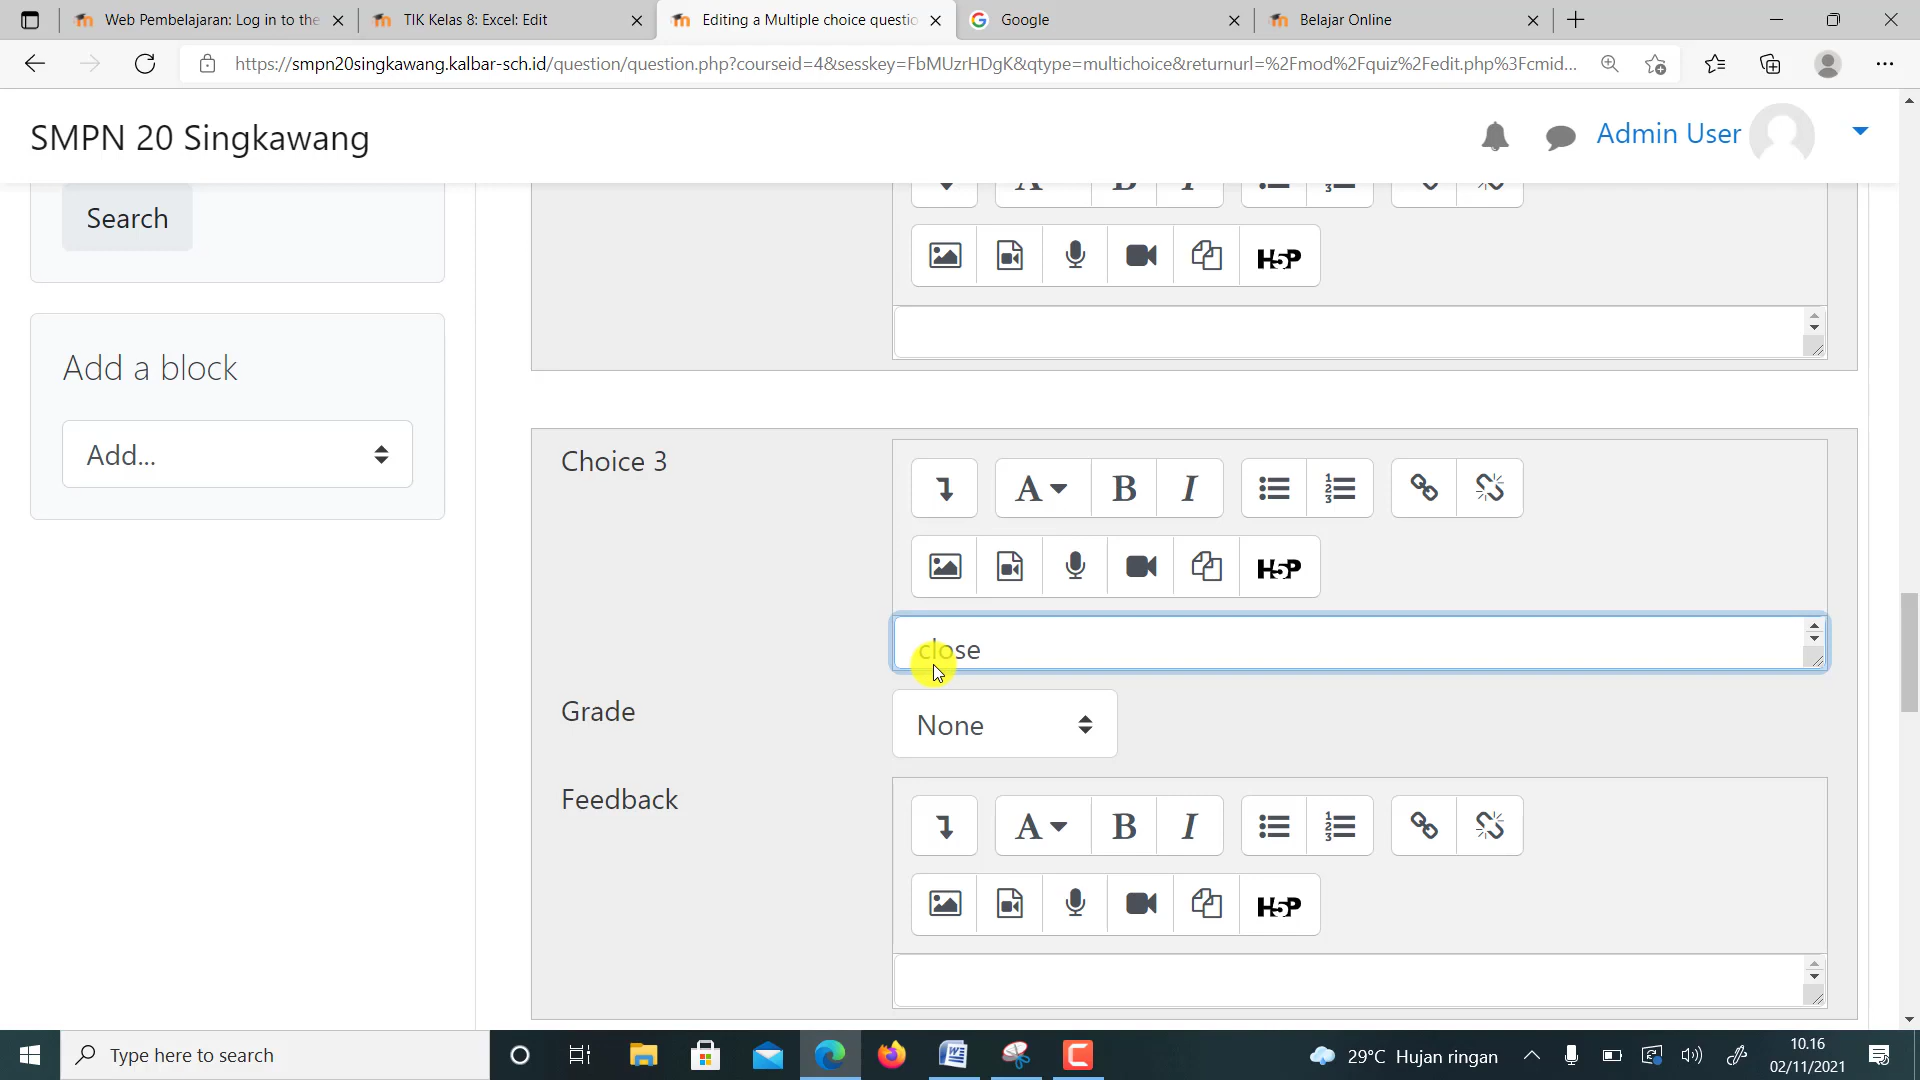 Web Pembelajaran: Log in to the
TIK Kelas 8: Excel: Edit
Editing a Multiple choice questio
Google
Belajar Online
https://smpn20singkawang.kalbar-sch.id/question/question.php?courseid=4&sesskey=FbMUzrHDgK&qtype=multichoice&returnurl=%2Fmod%2Fquiz%2Fedit.php%3Fcmid...
SMPN 20 Singkawang
Admin User
Search
H5P
Add a block
Add...
Choice 3
A B I
H5P
close
Grade
None
Feedback
A B I
H5P
Type here to search
29°C Hujan ringan
10.16
02/11/2021